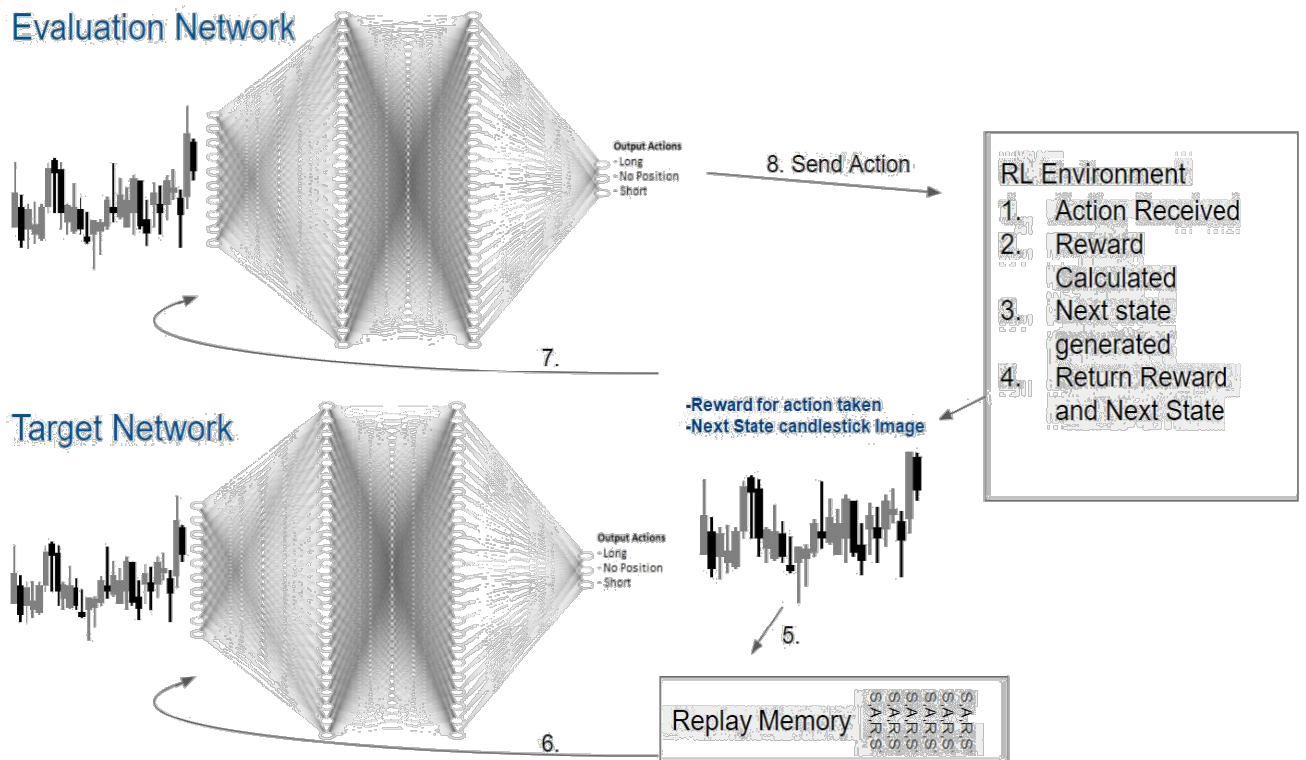 Evaluation Network
Output Actions
- Long
- No Position
- Short
8. Send Action
RL Environment
1. Action Received
2. Reward
Calculated
3. Next state
generated
4. Return Reward
and Next State
7.
Target Network
-Reward for action taken
-Next State candlestick Image
Output Actions
- Long
- No Position
- Short
5.
6.
Replay Memory
S,A,R,S
S,A,R,S
S,A,R,S
S,A,R,S
S,A,R,S
S,A,R,S